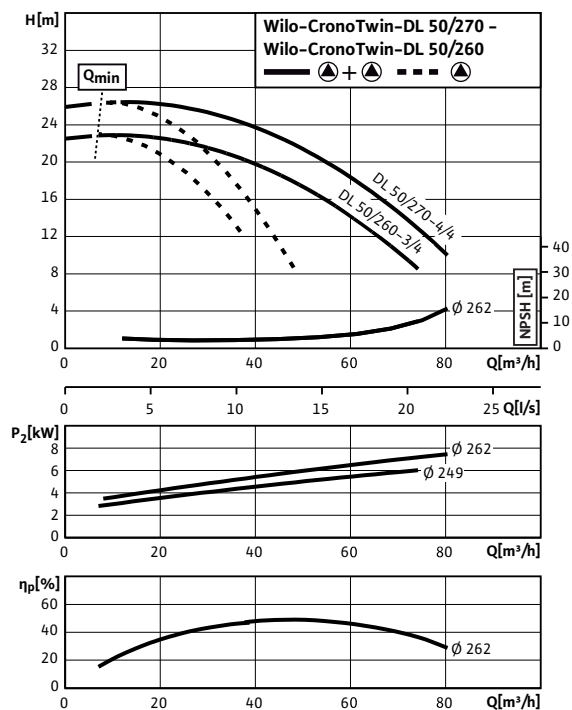 H[m]
Wilo-CronoTwin-DL 50/270 –
Wilo-CronoTwin-DL 50/260
+
32
28
24
20
16
12
8
4
0
Qmin
DL 50/270-4/4
DL 50/260-3/4
Ø 262
40
30
20
10
0
NPSH [m]
0 20 40 60 80 Q[m³/h]
0 5 10 15 20 25 Q[l/s]
P2[kW]
8
6
4
2
0
Ø 262
Ø 249
0 20 40 60 80 Q[m³/h]
ηp[%]
60
40
20
0
Ø 262
0 20 40 60 80 Q[m³/h]